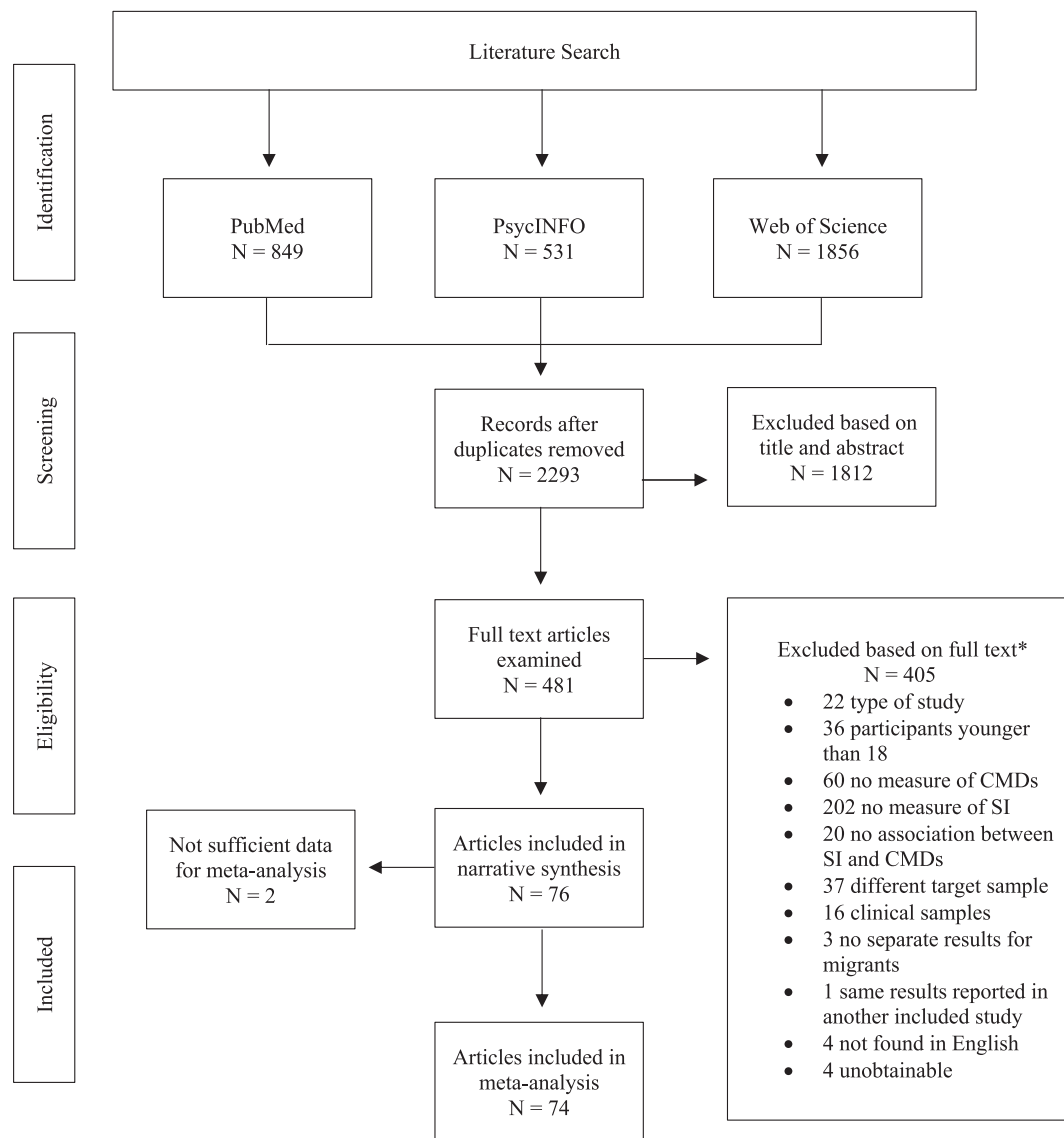 Literature Search
Identification
PubMed
N = 849
PsycINFO
N = 531
Web of Science
N = 1856
Screening
Records after
duplicates removed
N = 2293
Excluded based on
title and abstract
N = 1812
Eligibility
Full text articles
examined
N = 481
Excluded based on full text*
N = 405
• 22 type of study
• 36 participants younger
than 18
• 60 no measure of CMDs
• 202 no measure of SI
• 20 no association between
SI and CMDs
• 37 different target sample
• 16 clinical samples
• 3 no separate results for
migrants
• 1 same results reported in
another included study
• 4 not found in English
• 4 unobtainable
Not sufficient data
for meta-analysis
N = 2
Articles included in
narrative synthesis
N = 76
Included
Articles included in
meta-analysis
N = 74